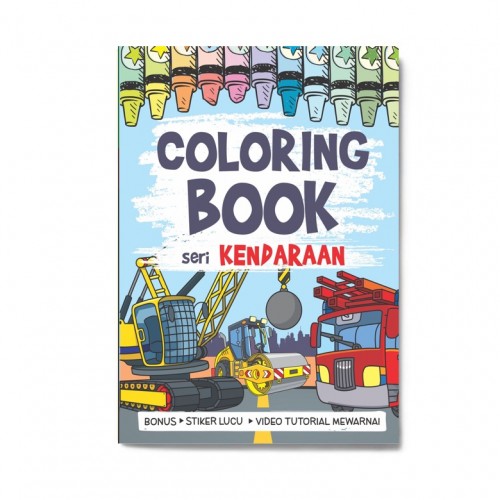 COLORING
BOOK
seri KENDARAAN
BONUS ▸ STIKER LUCU ▸ VIDEO TUTORIAL MEWARNAI